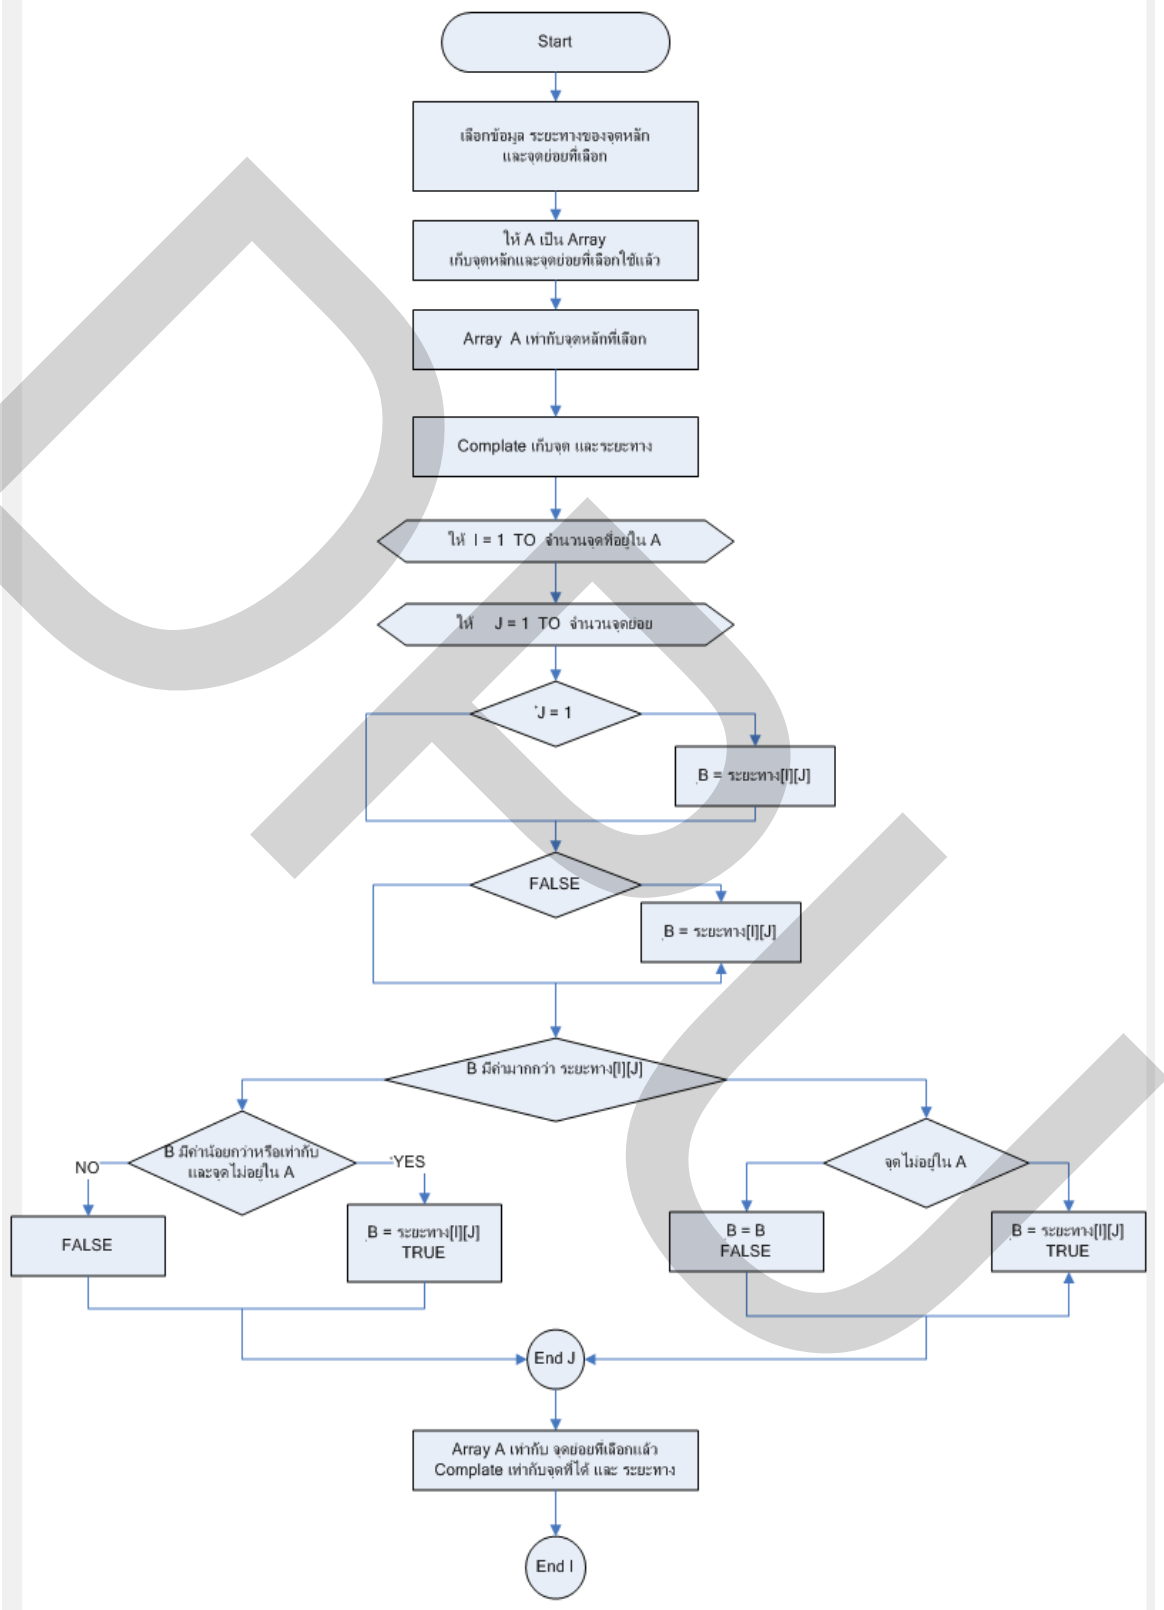 Start
เลือกข้อมูล ระยะทางของจุดหลัก
และจุดย่อยที่เลือก
ให้ A เป็น Array
เก็บจุดหลักและจุดย่อยที่เลือกใช้แล้ว
Array A เท่ากับจุดหลักที่เลือก
Complate เก็บจุด และระยะทาง
ให้ I = 1 TO จำนวนจุดที่อยู่ใน A
ให้ J = 1 TO จำนวนจุดย่อย
J = 1
B = ระยะทาง[I][J]
FALSE
B = ระยะทาง[I][J]
B มีค่ามากกว่า ระยะทาง[I][J]
B มีค่าน้อยกว่าหรือเท่ากับ
และจุดไม่อยู่ใน A
จุดไม่อยู่ใน A
NO
YES
FALSE
B = ระยะทาง[I][J]
TRUE
B = B
FALSE
B = ระยะทาง[I][J]
TRUE
End J
Array A เท่ากับ จุดย่อยที่เลือกแล้ว
Complate เท่ากับจุดที่ได้ และ ระยะทาง
End I
DPU